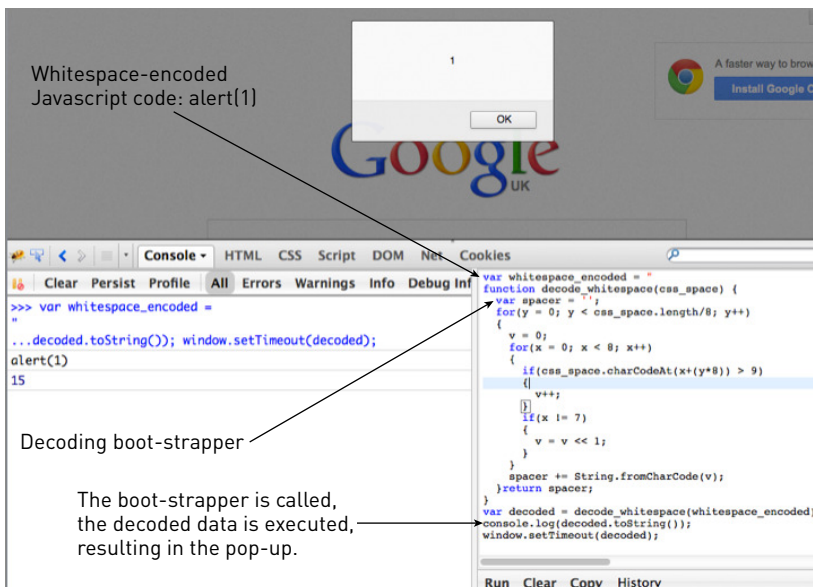 Whitespace-encoded
Javascript code: alert(1)
1
OK
A faster way to brow
Install Google C
Google
UK
Console HTML CSS Script DOM Net Cookies
Clear Persist Profile All Errors Warnings Info Debug Inf
>>> var whitespace_encoded =
"
...decoded.toString()); window.setTimeout(decoded);
alert(1)
15
Decoding boot-strapper
The boot-strapper is called,
the decoded data is executed,
resulting in the pop-up.
var whitespace_encoded = "
function decode_whitespace(css_space) {
var spacer = '';
for(y = 0; y < css_space.length/8; y++)
{
v = 0;
for(x = 0; x < 8; x++)
{
if(css_space.charCodeAt(x+(y*8)) > 9)
{
v++;
}
if(x != 7)
{
v = v << 1;
}
}
spacer += String.fromCharCode(v);
}return spacer;
}
var decoded = decode_whitespace(whitespace_encoded)
console.log(decoded.toString());
window.setTimeout(decoded);
Run Clear Copy History